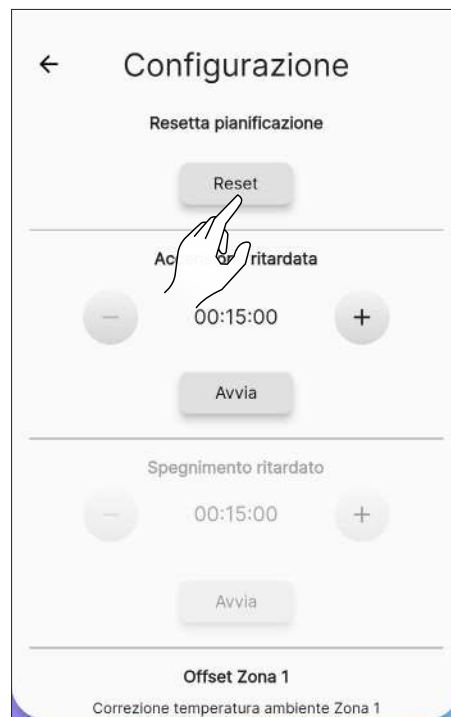 Configurazione
Resetta pianificazione
Reset
ritardata
00:15:00
Avvia
Spegnimento ritardato
00:15:00
Avvia
Offset Zona 1
Correzione temperatura ambiente Zona 1